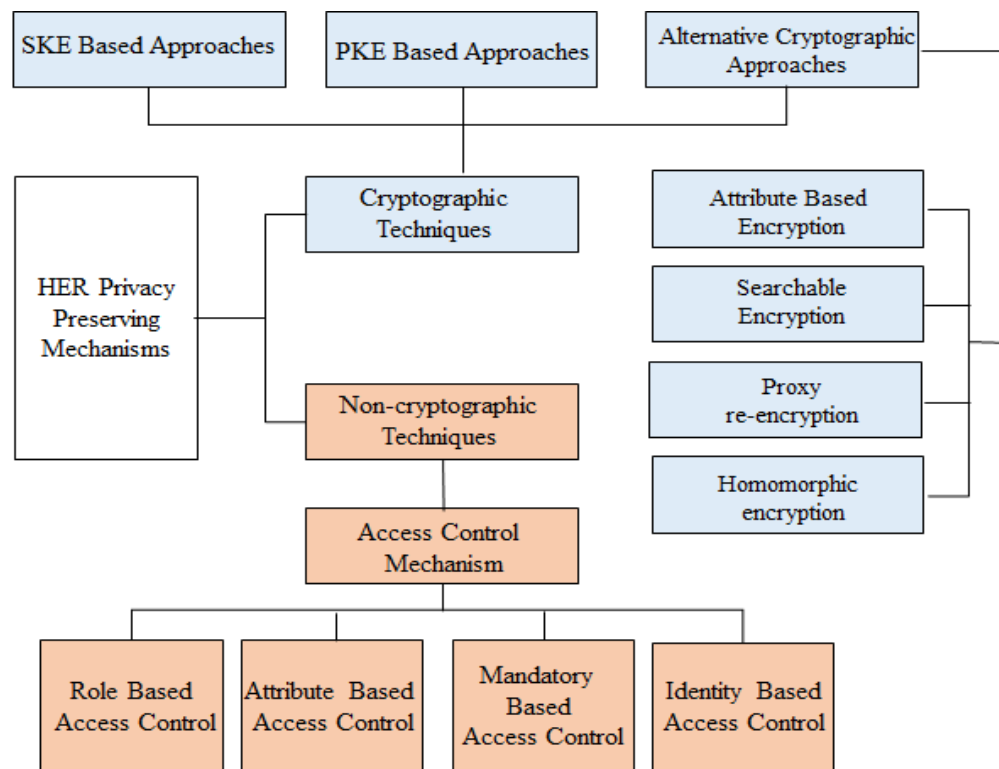 SKE Based Approaches
PKE Based Approaches
Alternative Cryptographic
Approaches
Cryptographic
Techniques
Attribute Based
Encryption
Searchable
Encryption
HER Privacy
Preserving
Mechanisms
Proxy
re-encryption
Non-cryptographic
Techniques
Homomorphic
encryption
Access Control
Mechanism
Role Based
Access Control
Attribute Based
Access Control
Mandatory
Based
Access Control
Identity Based
Access Control